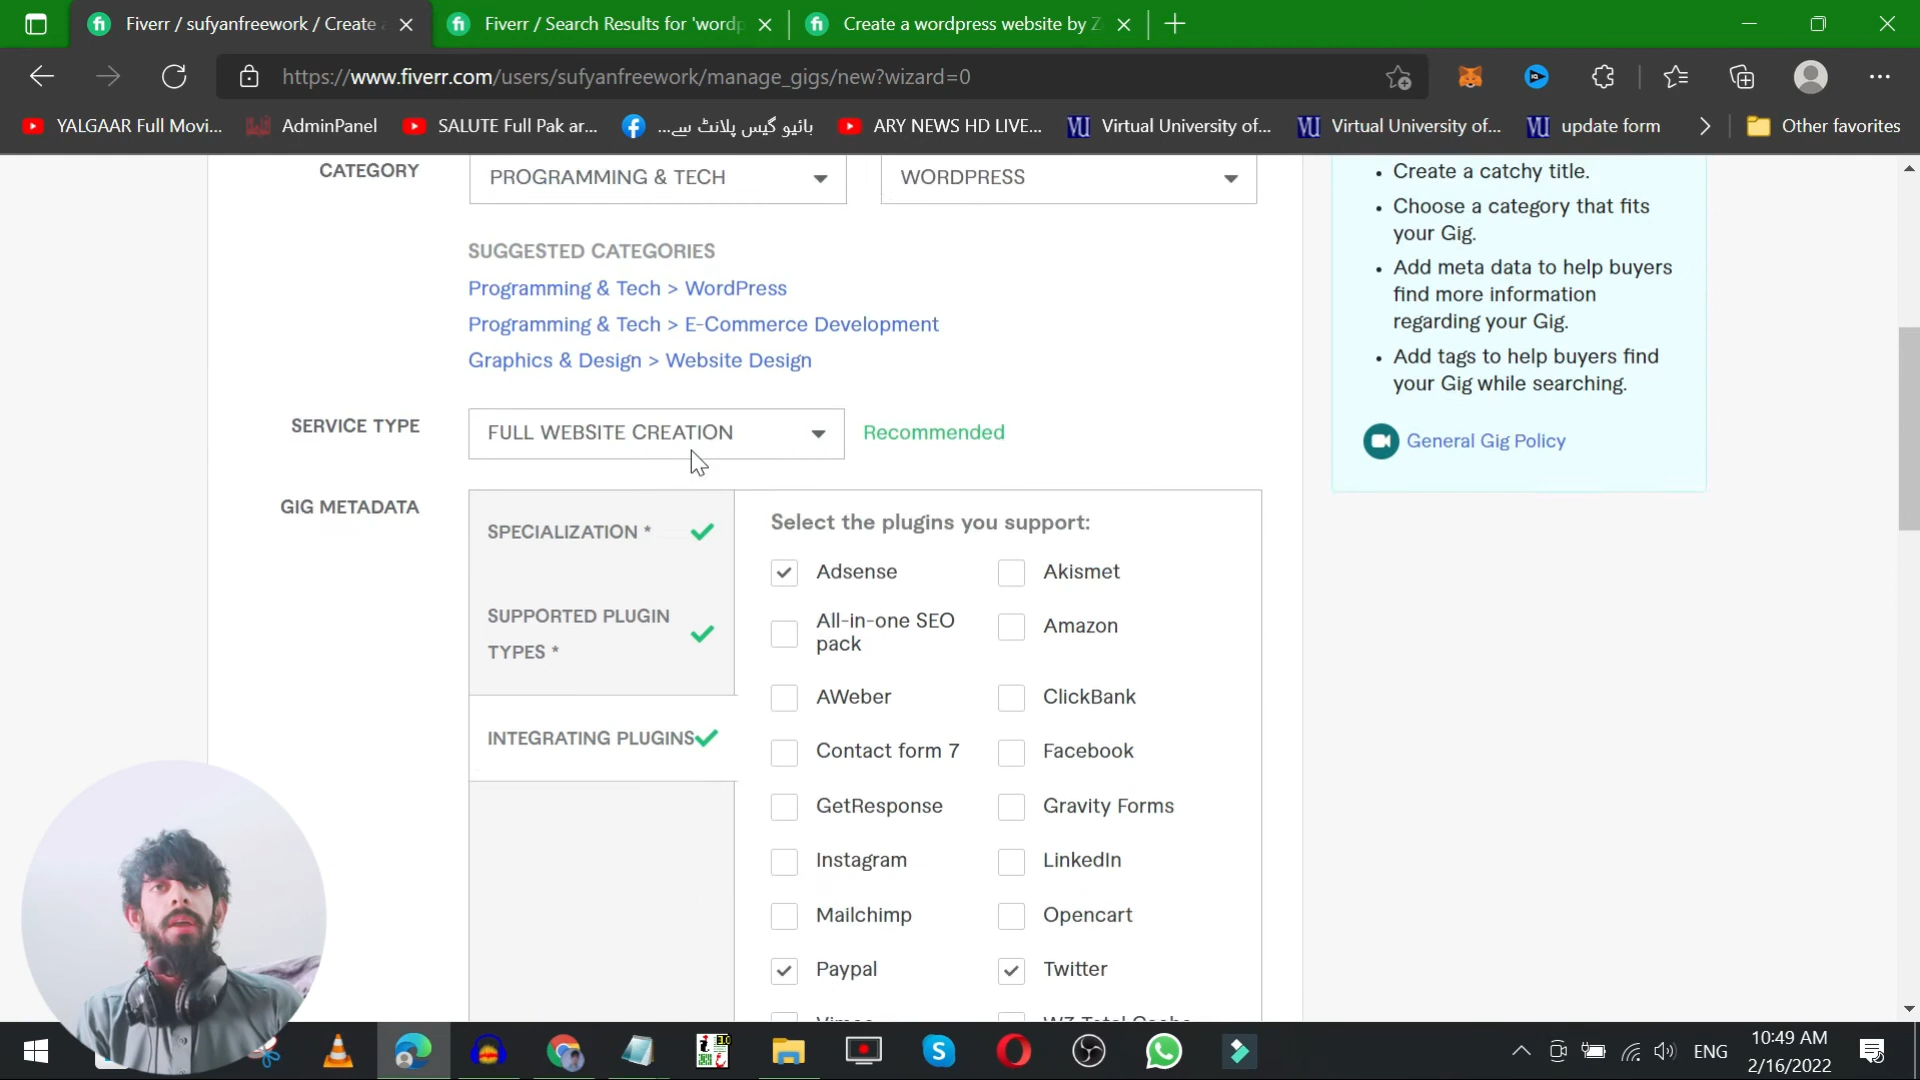 Fiverr / sufyanfreework / Create
Fiverr / Search Results for 'wordp
Create a wordpress website by Z
https://www.fiverr.com/users/sufyanfreework/manage_gigs/new?wizard=0
YALGAAR Full Movi...
AdminPanel
SALUTE Full Pak ar...
بائیو گیس پلانٹ سے...
ARY NEWS HD LIVE...
Virtual University of...
Virtual University of...
update form
Other favorites
CATEGORY
PROGRAMMING & TECH
WORDPRESS
SUGGESTED CATEGORIES
Programming & Tech > WordPress
Programming & Tech > E-Commerce Development
Graphics & Design > Website Design
SERVICE TYPE
FULL WEBSITE CREATION
Recommended
GIG METADATA
SPECIALIZATION *
SUPPORTED PLUGIN
TYPES *
INTEGRATING PLUGINS
Select the plugins you support:
Adsense
Akismet
All-in-one SEO
pack
Amazon
AWeber
ClickBank
Contact form 7
Facebook
GetResponse
Gravity Forms
Instagram
LinkedIn
Mailchimp
Opencart
Paypal
Twitter
• Create a catchy title.
• Choose a category that fits
your Gig.
• Add meta data to help buyers
find more information
regarding your Gig.
• Add tags to help buyers find
your Gig while searching.
General Gig Policy
ENG
10:49 AM
2/16/2022